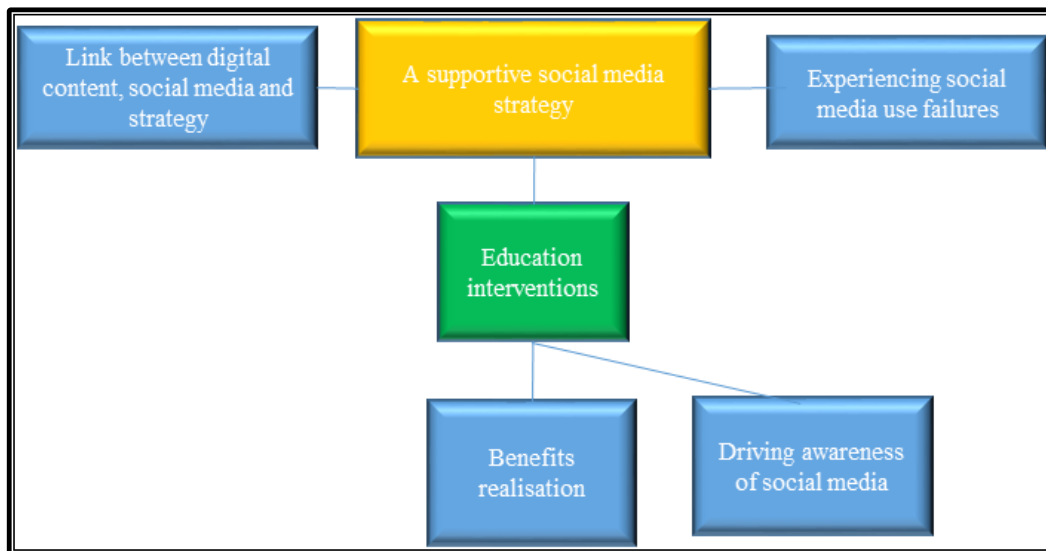 Link between digital
content, social media and
strategy
A supportive social media
strategy
Experiencing social
media use failures
Education
interventions
Benefits
realisation
Driving awareness
of social media